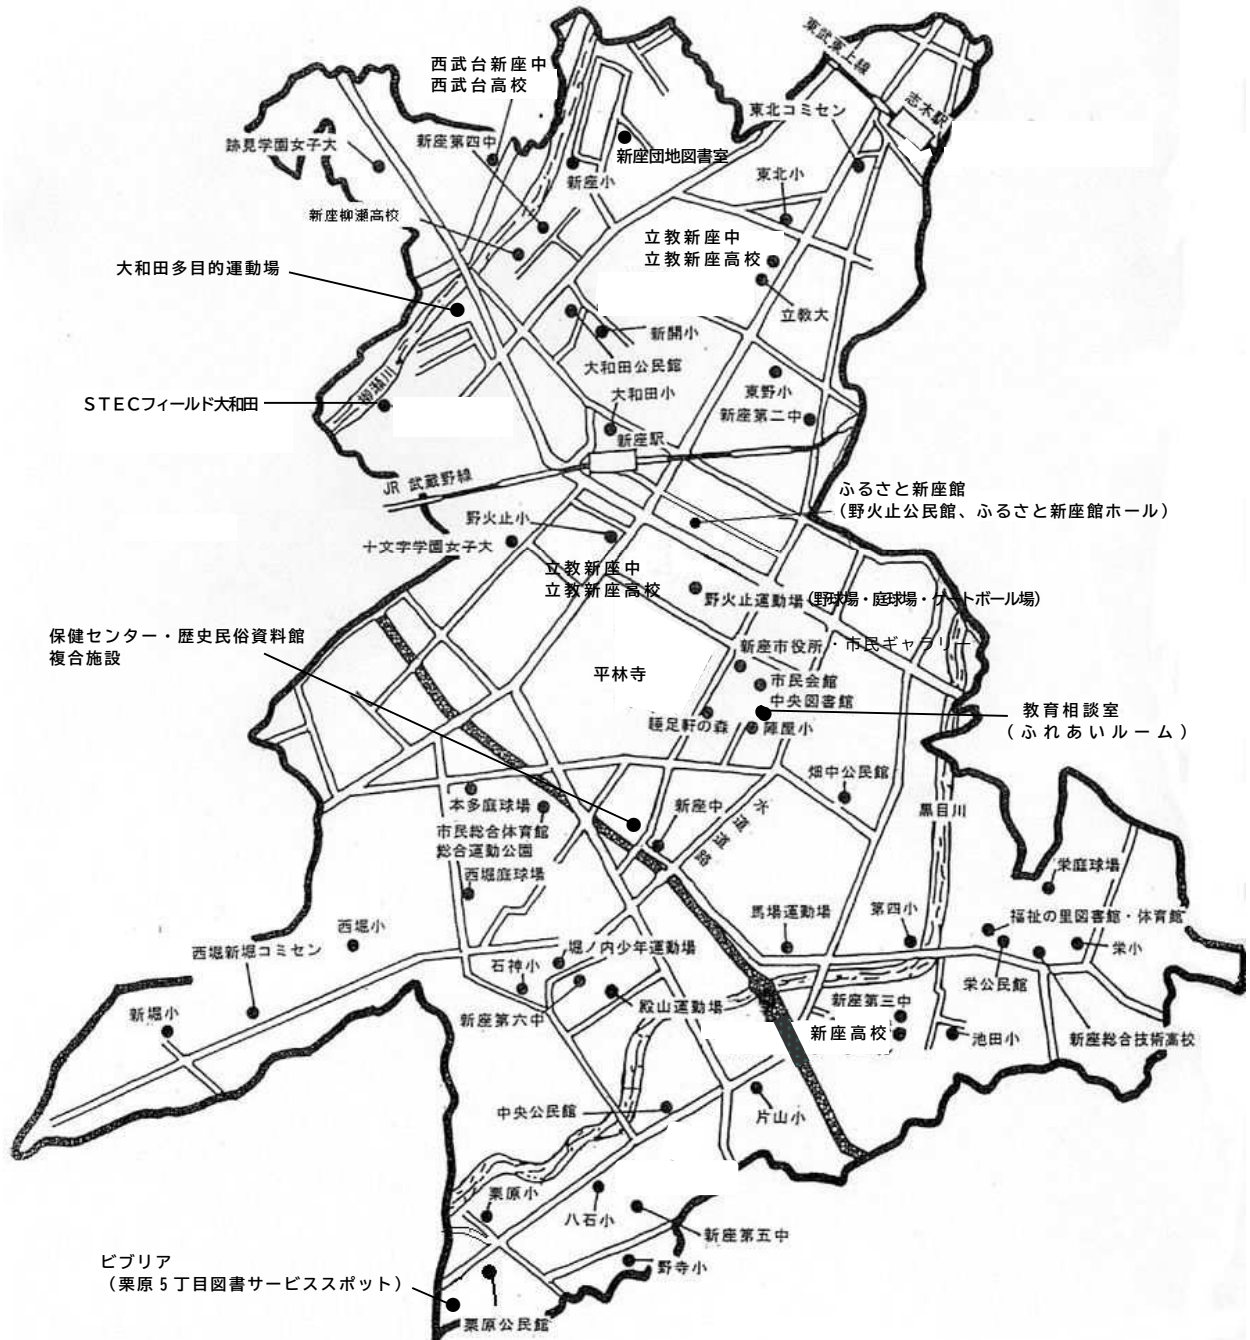 東武東上線
志木駅
西武台新座中
西武台高校
東北コミセン
跡見学園女子大
新座第四中
新座団地図書室
新座小
東北小
新座柳瀬高校
立教新座中
立教新座高校
大和田多目的運動場
立教大
新開小
大和田公民館
柳瀬川
東野小
大和田小
STECフィールド大和田
新座第二中
新座駅
JR 武蔵野線
ふるさと新座館
（野火止公民館、ふるさと新座館ホール）
野火止小
十文字学園女子大
立教新座中
立教新座高校
野火止運動場（野球場・庭球場・ゲートボール場）
保健センター・歴史民俗資料館
複合施設
新座市役所・市民ギャラリー
平林寺
市民会館
中央図書館
教育相談室
（ふれあいルーム）
睡足軒の森
陣屋小
畑中公民館
本多庭球場
新座中
水道道路
黒目川
市民総合体育館
総合運動公園
西堀庭球場
栄庭球場
馬場運動場
第四小
福祉の里図書館・体育館
西堀小
西堀新堀コミセン
堀ノ内少年運動場
栄小
石神小
栄公民館
新堀小
新座第六中
殿山運動場
新座第三中
新座高校
池田小
新座総合技術高校
中央公民館
片山小
栗原小
八石小
新座第五中
ビブリア
（栗原５丁目図書サービススポット）
野寺小
栗原公民館